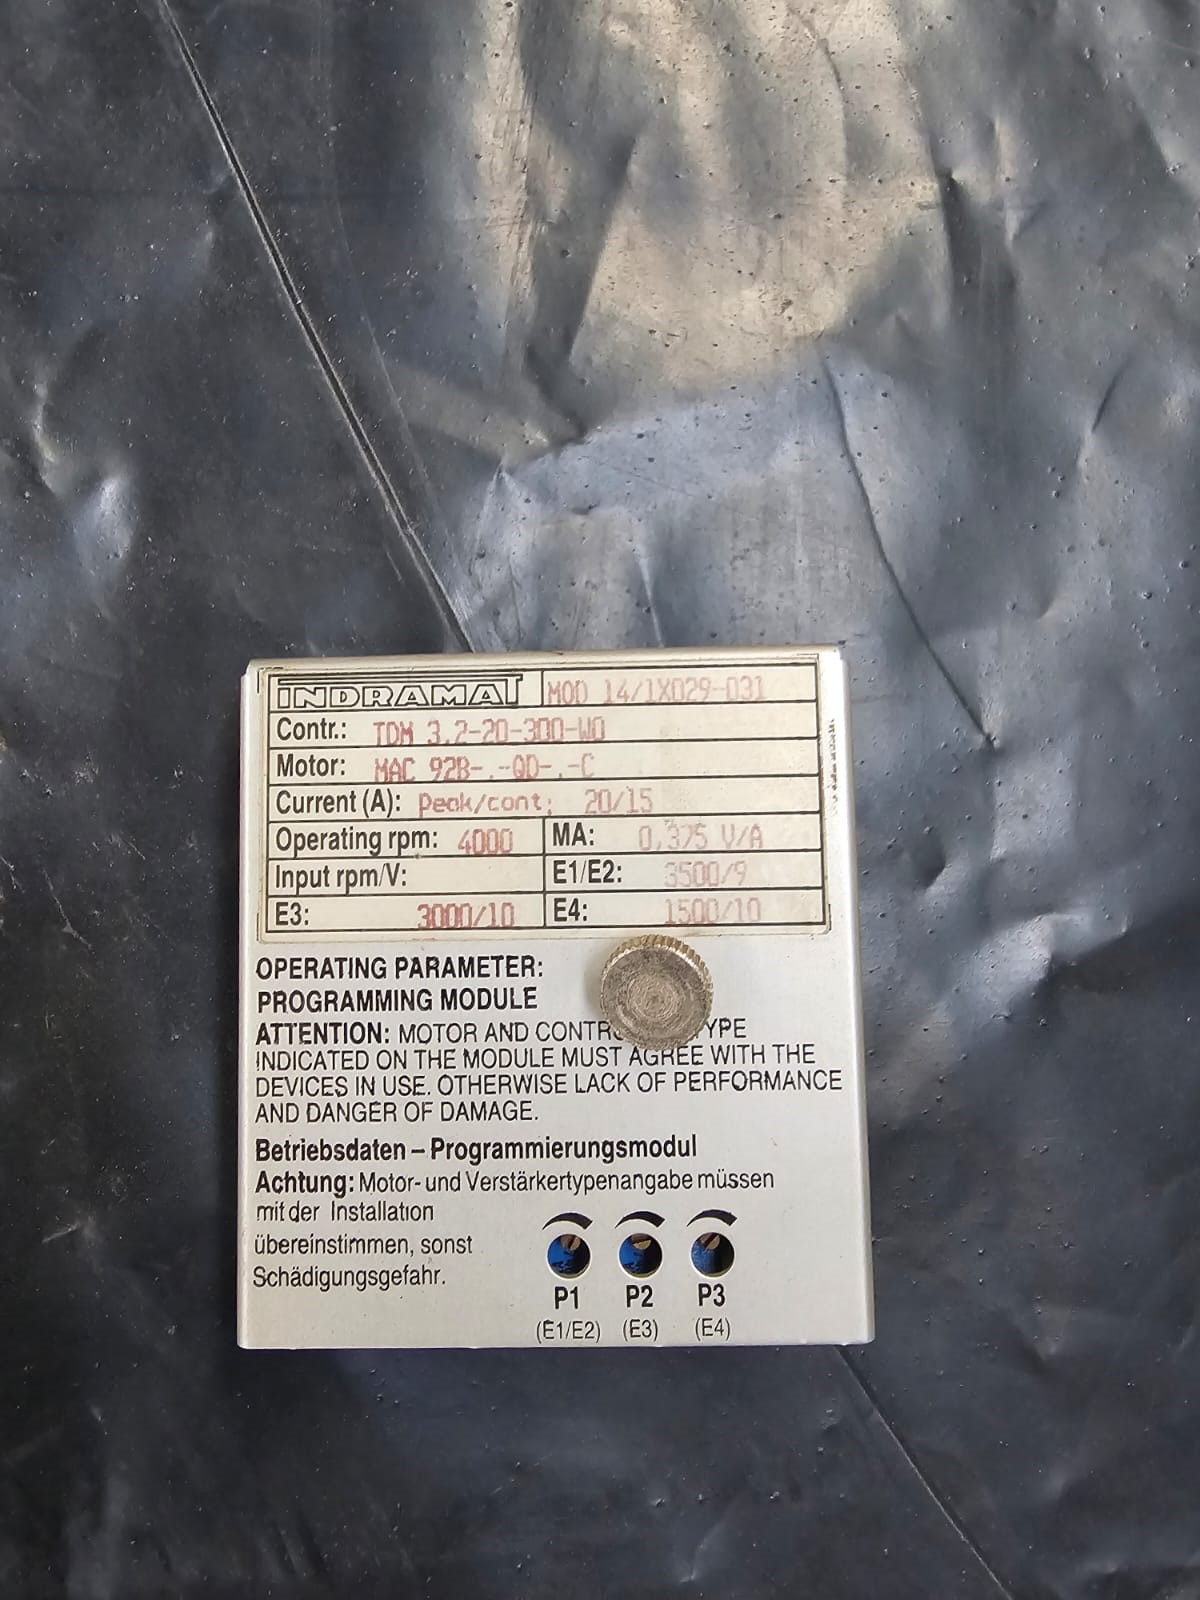 INDRAMAT MOD 14/1X029-031
Contr.: TDM 3.2-20-300-W0
Motor: MAC 92B-.-QD-.-C
Current (A): Peak/cont: 20/15
Operating rpm: 4000 MA: 0,375 V/A
Input rpm/V: E1/E2: 3500/9
E3: 3000/10 E4: 1500/10
OPERATING PARAMETER:
PROGRAMMING MODULE
ATTENTION: MOTOR AND
INDICATED ON THE MODULE MUST AGREE WITH THE
DEVICES IN USE. OTHERWISE LACK OF PERFORMANCE
AND DANGER OF DAMAGE.
Betriebsdaten – Programmierungsmodul
Achtung: Motor- und Verstärkertypenangabe müssen
mit der Installation
übereinstimmen, sonst
Schädigungsgefahr.
P1 P2 P3
(E1/E2) (E3) (E4)